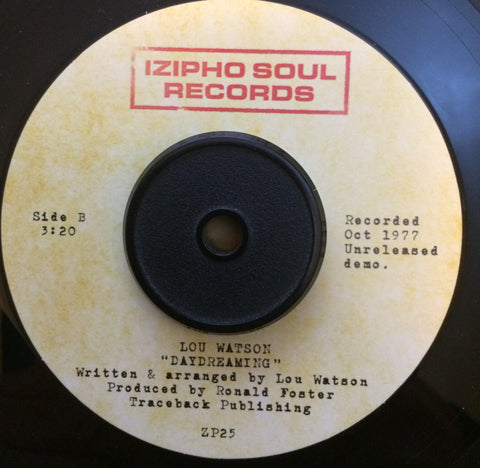 IZIPHO SOUL
RECORDS
Side B
3:20
Recorded
Oct 1977
Unreleased
demo.
LOU WATSON
"DAYDREAMING"
Written & arranged by Lou Watson
Produced by Ronald Foster
Traceback Publishing
ZP25